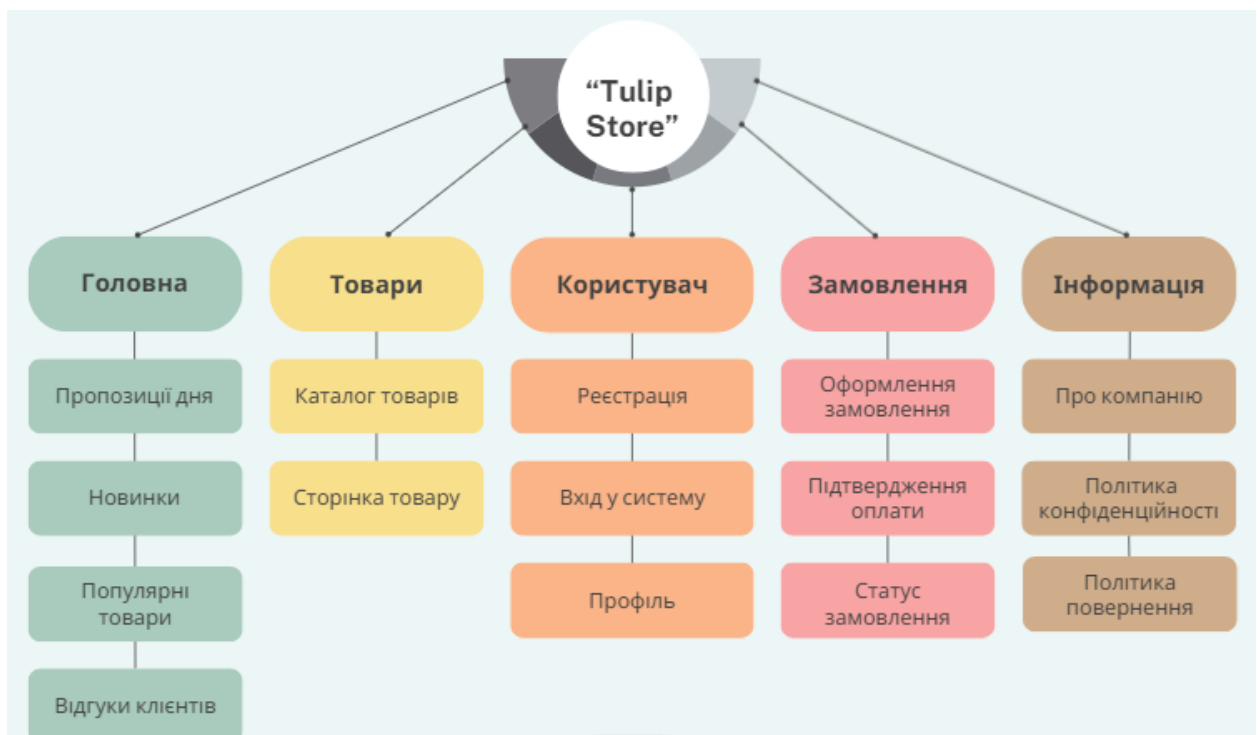 “Tulip
Store”
Головна
Товари
Користувач
Замовлення
Інформація
Пропозиції дня
Каталог товарів
Реєстрація
Оформлення
замовлення
Про компанію
Новинки
Сторінка товару
Вхід у систему
Підтвердження
оплати
Політика
конфіденційності
Популярні
товари
Профіль
Статус
замовлення
Політика
повернення
Відгуки клієнтів